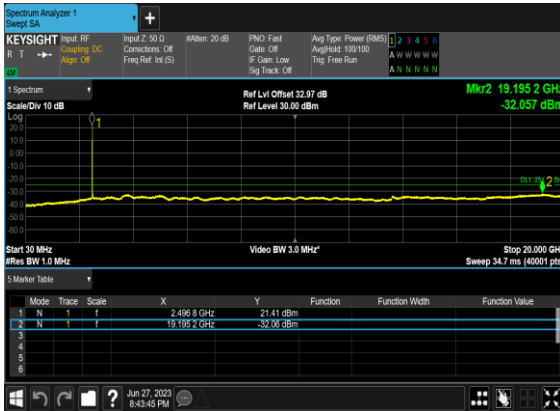 Spectrum Analyzer 1
Swept SA
+
KEYSIGHT
R T
Input: RF
Coupling: DC
Align: Off
Input Z: 50 Ω
Corrections: Off
Freq Ref: Int (S)
#Atten: 20 dB
PNO: Fast
Gate: Off
IF Gain: Low
Sig Track: Off
Avg Type: Power (RMS)
Avg|Hold: 100/100
Trig: Free Run
1 2 3 4 5 6
A W W W W W
A N N N N N
1 Spectrum
Scale/Div 10 dB
Ref Lvl Offset 32.97 dB
Ref Level 30.00 dBm
Mkr2 19.195 2 GHz
-32.057 dBm
Log
20.0
10.0
0.00
-10.0
-20.0
-30.0
-40.0
-50.0
-60.0
1
2
Start 30 MHz
#Res BW 1.0 MHz
Video BW 3.0 MHz*
Stop 20.000 GHz
Sweep 34.7 ms (40001 pts)
5 Marker Table
Mode Trace Scale X Y Function Function Width Function Value
1 N 1 f 2.496 8 GHz 21.41 dBm
2 N 1 f 19.195 2 GHz -32.06 dBm
3
4
5
6
?
Jun 27, 2023
8:43:45 PM